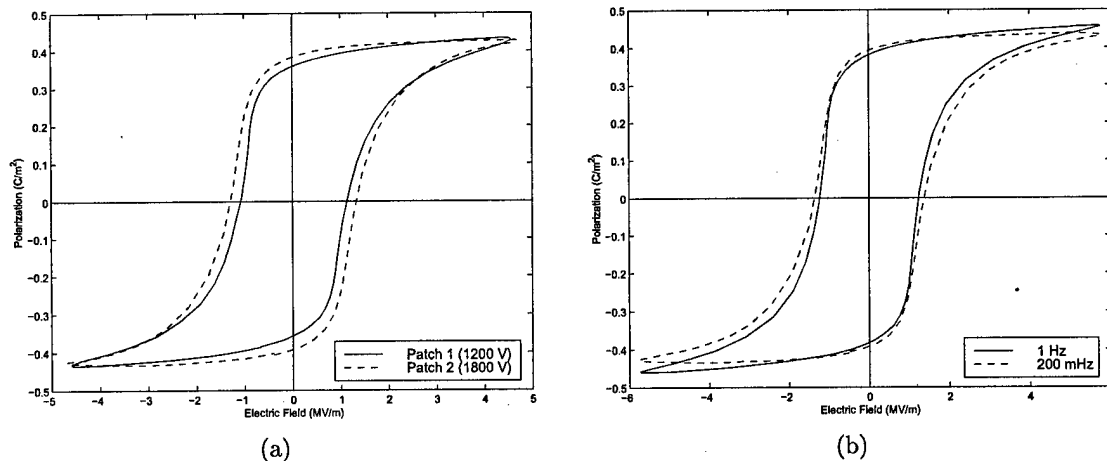 0.5
0.4
0.3
0.2
0.1
0
−0.1
−0.2
−0.3
−0.4
−0.5
Polarization (C/m²)
−5 −4 −3 −2 −1 0 1 2 3 4 5
Electric Field (MV/m)
Patch 1 (1200 V)
Patch 2 (1800 V)
(a)
0.5
0.4
0.3
0.2
0.1
0
−0.1
−0.2
−0.3
−0.4
−0.5
Polarization (C/m²)
−6 −4 −2 0 2 4
Electric Field (MV/m)
1 Hz
200 mHz
(b)